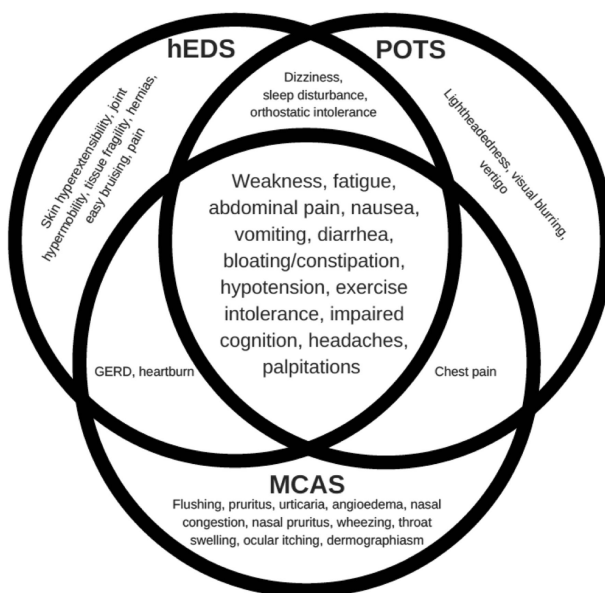 hEDS
POTS
Dizziness,
sleep disturbance,
orthostatic intolerance
Skin hyperextensibility, joint
hypermobility, tissue fragility, hernias,
easy bruising, pain
Lightheadedness, visual blurring,
vertigo
Weakness, fatigue,
abdominal pain, nausea,
vomiting, diarrhea,
bloating/constipation,
hypotension, exercise
intolerance, impaired
cognition, headaches,
palpitations
GERD, heartburn
Chest pain
MCAS
Flushing, pruritus, urticaria, angioedema, nasal
congestion, nasal pruritus, wheezing, throat
swelling, ocular itching, dermographiasm